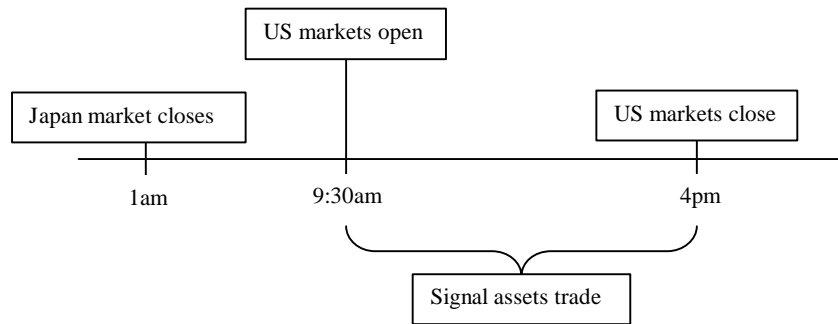 US markets open
Japan market closes
US markets close
1am
9:30am
4pm
Signal assets trade